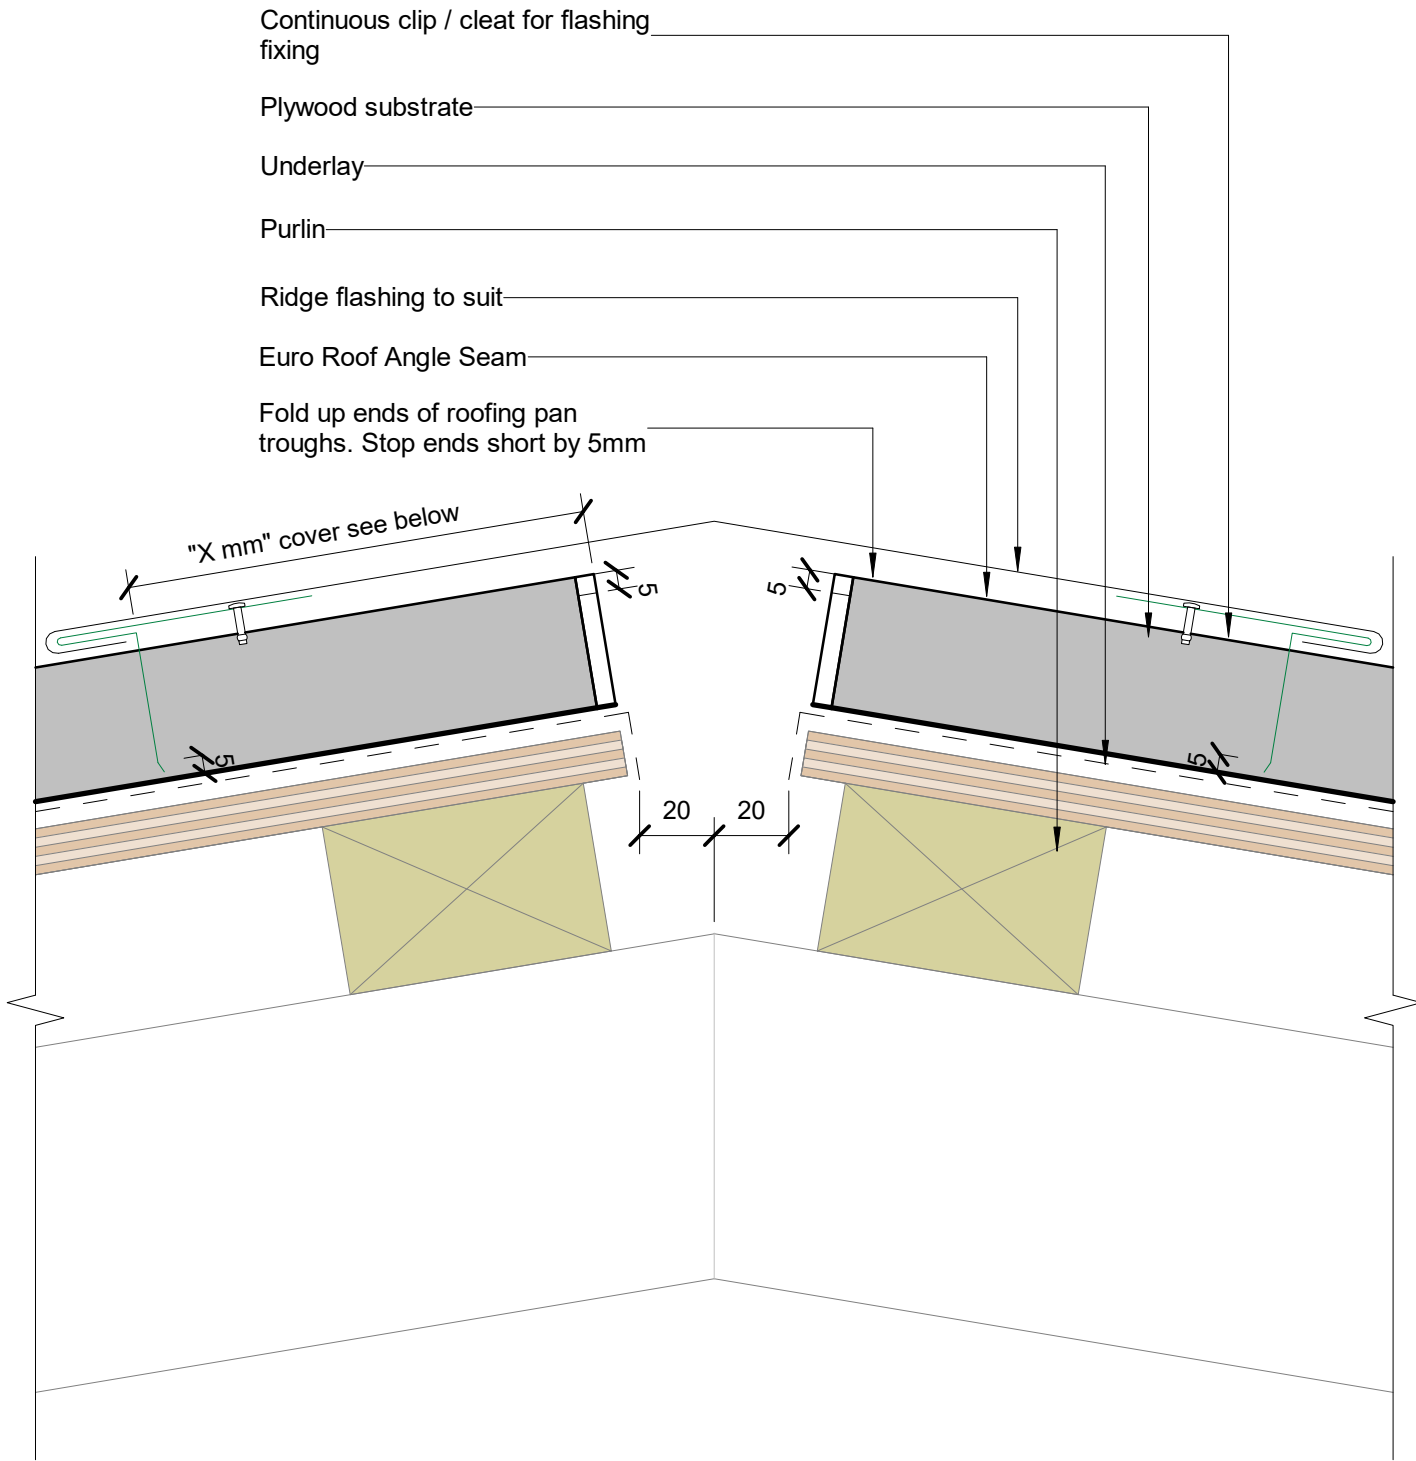 Continuous clip / cleat for flashing
fixing
Plywood substrate
Underlay
Purlin
Ridge flashing to suit
Euro Roof Angle Seam
Fold up ends of roofing pan
troughs. Stop ends short by 5mm
"X mm" cover see below
5
5
5
5
20
20